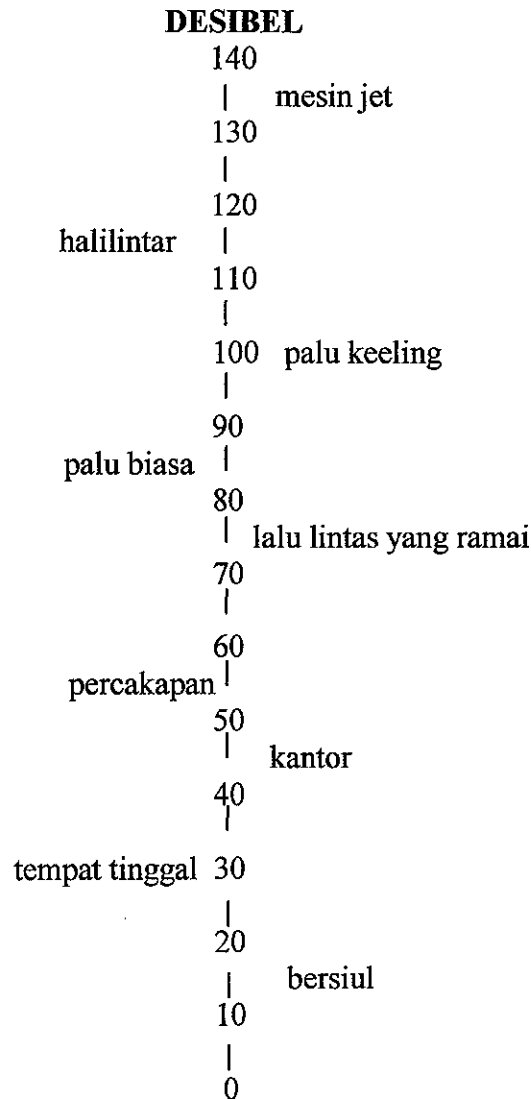 DESIBEL
140
| mesin jet
130
|
120
halilintar |
110
|
100 palu keeling
|
90
palu biasa |
80
| lalu lintas yang ramai
70
|
60
percakapan |
50
| kantor
40
|
tempat tinggal 30
|
20
| bersiul
10
|
0